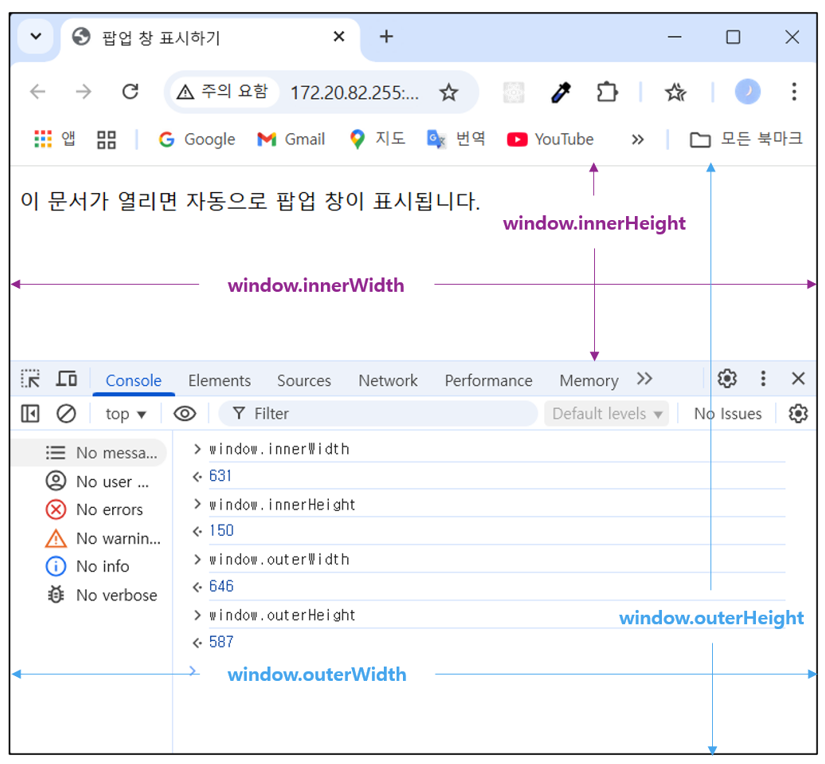 팝업 창 표시하기
주의 요함 172.20.82.255:...
앱 Google Gmail 지도 번역 YouTube » 모든 북마크
이 문서가 열리면 자동으로 팝업 창이 표시됩니다.
window.innerHeight
window.innerWidth
Console Elements Sources Network Performance Memory »
top ▼ Filter Default levels ▼ No Issues
No messa...
No user ...
No errors
No warnin...
No info
No verbose
> window.innerWidth
631
> window.innerHeight
150
> window.outerWidth
646
> window.outerHeight
587
>
window.outerHeight
window.outerWidth